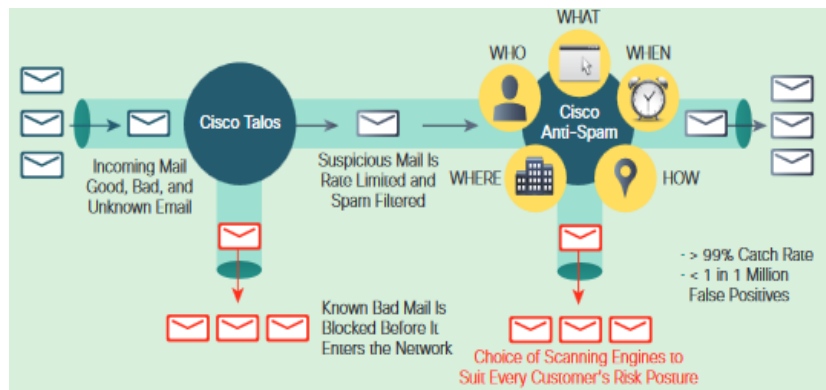 WHAT
WHO
WHEN
Cisco Talos
Cisco
Anti-Spam
Incoming Mail
Good, Bad, and
Unknown Email
Suspicious Mail Is
Rate Limited and
Spam Filtered
WHERE
HOW
- > 99% Catch Rate
- < 1 in 1 Million
False Positives
Known Bad Mail Is
Blocked Before It
Enters the Network
Choice of Scanning Engines to
Suit Every Customer's Risk Posture